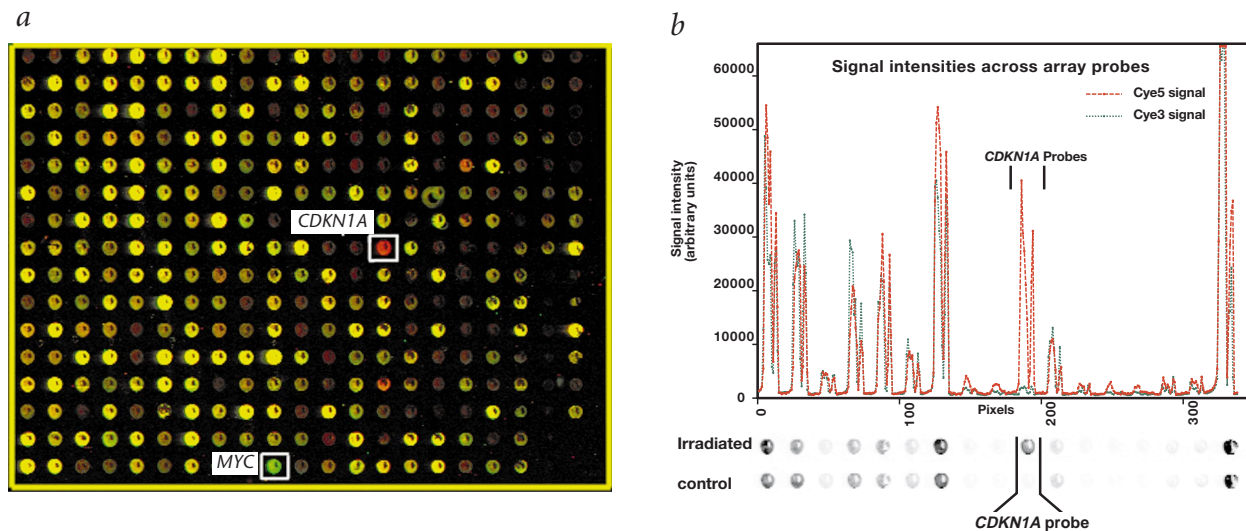 a
CDKN1A
MYC
b
Signal intensities across array probes
Cye5 signal
Cye3 signal
CDKN1A Probes
Signal intensity
(arbitrary units)
60000
50000
40000
30000
20000
10000
0
0
100
200
300
Pixels
Irradiated
control
CDKN1A probe